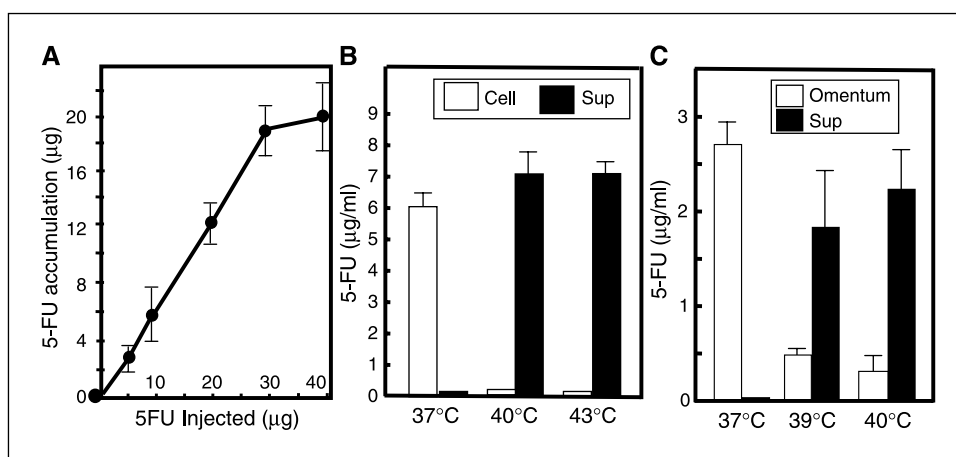 A
5-FU accumulation (μg)
20
16
12
8
4
0
10 20 30 40
5FU Injected (μg)
B
Cell Sup
5-FU (μg/ml)
9
8
7
6
5
4
3
2
1
0
37°C 40°C 43°C
C
Omentum
Sup
5-FU (μg/ml)
3
2
1
0
37°C 39°C 40°C